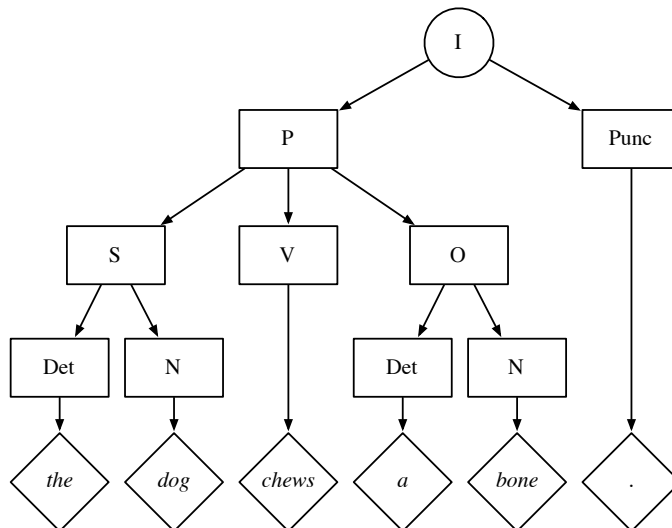 I
P Punc
S V O
Det N Det N
the dog chews a bone .